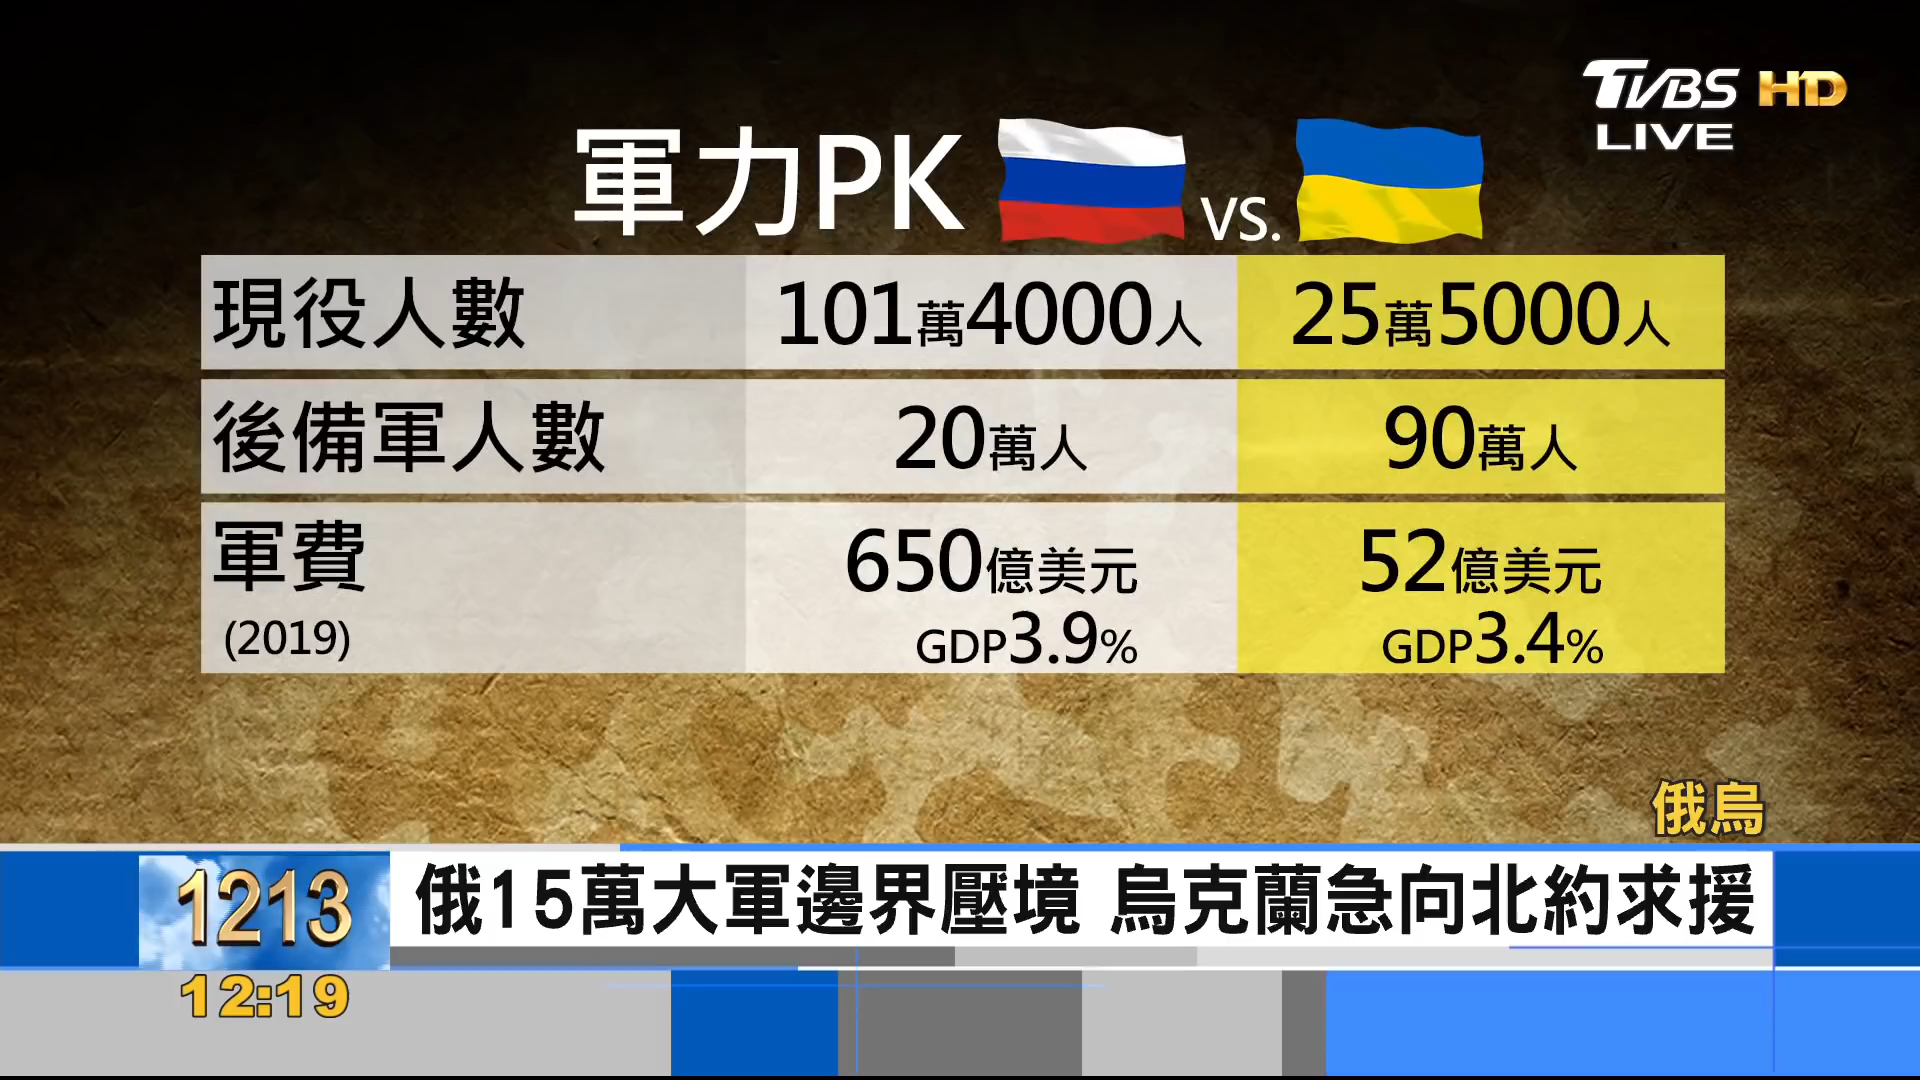 TVBS HD
LIVE
軍力PK vs.
現役人數 101萬4000人 25萬5000人
後備軍人數 20萬人 90萬人
軍費 650億美元 52億美元
(2019) GDP3.9% GDP3.4%
俄烏
1213 俄15萬大軍邊界壓境 烏克蘭急向北約求援
12:19